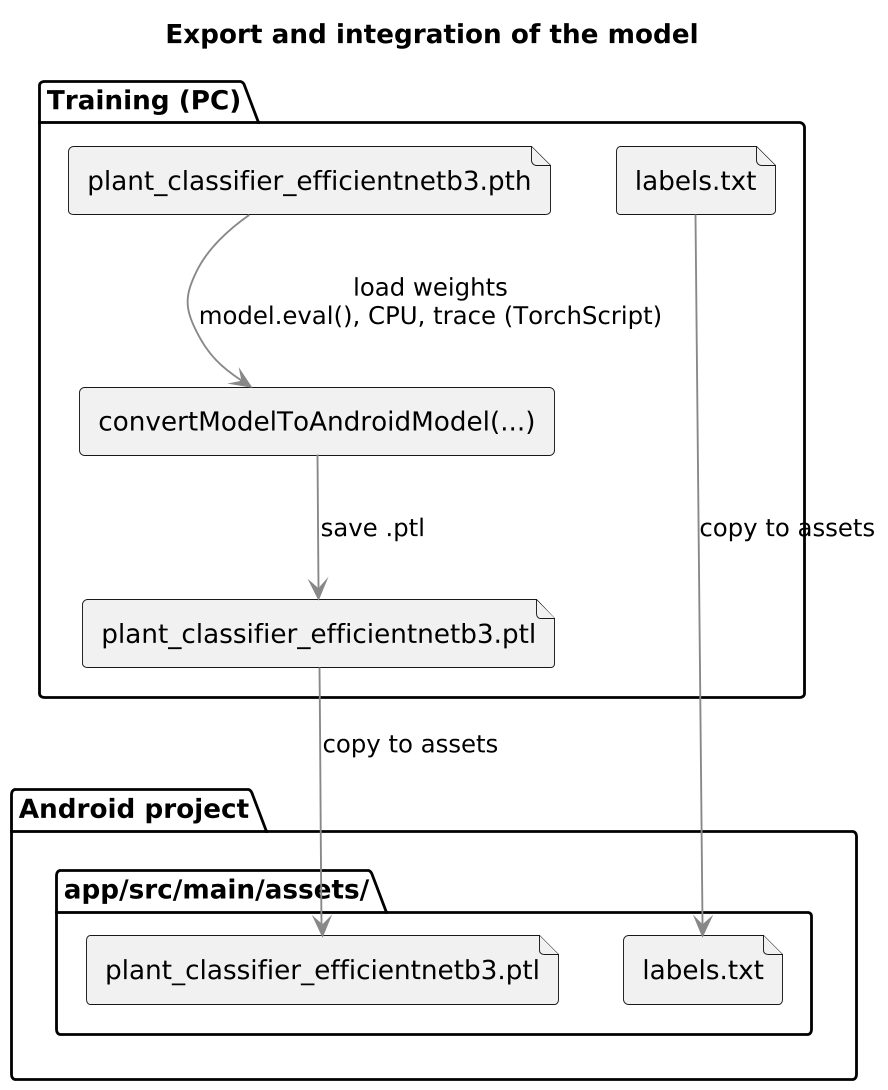 Export and integration of the model
Training (PC)
plant_classifier_efficientnetb3.pth
labels.txt
load weights
model.eval(), CPU, trace (TorchScript)
convertModelToAndroidModel(...)
save .ptl
copy to assets
plant_classifier_efficientnetb3.ptl
copy to assets
Android project
app/src/main/assets/
plant_classifier_efficientnetb3.ptl
labels.txt